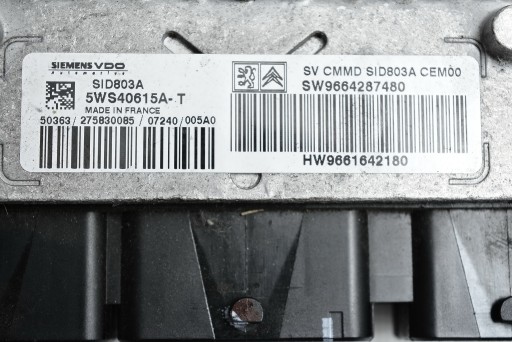 SIEMENS VDO
Automotive
SID803A
5WS40615A-T
MADE IN FRANCE
50363/275830085/07240/005A0
SV CMMD SID803A CEM00
SW9664287480
HW9661642180